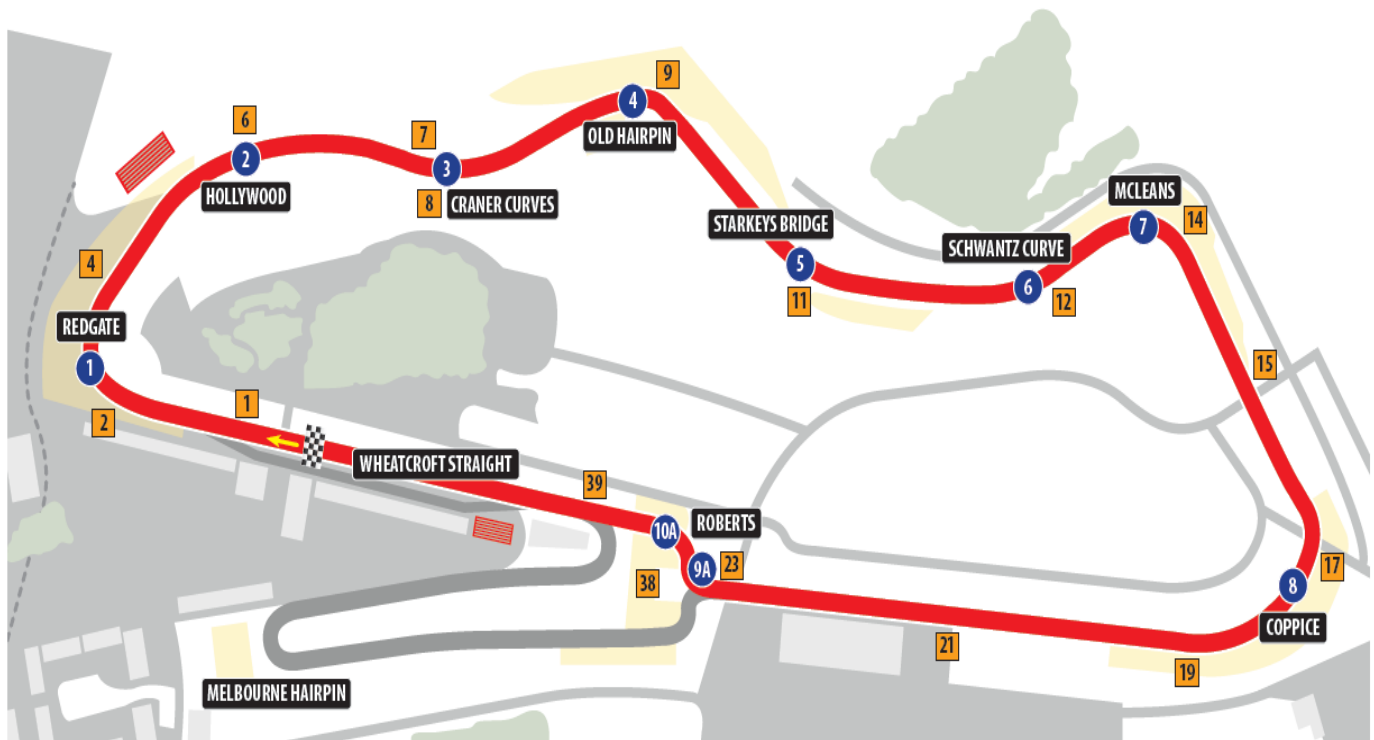 9
4
OLD HAIRPIN
6
2
HOLLYWOOD
7
3
8
CRANER CURVES
MCLEANS
7
14
STARKEYS BRIDGE
5
11
SCHWANTZ CURVE
6
12
4
REDGATE
1
2
1
15
WHEATCROFT STRAIGHT
39
10A
ROBERTS
9A
23
38
17
8
COPPICE
21
19
MELBOURNE HAIRPIN